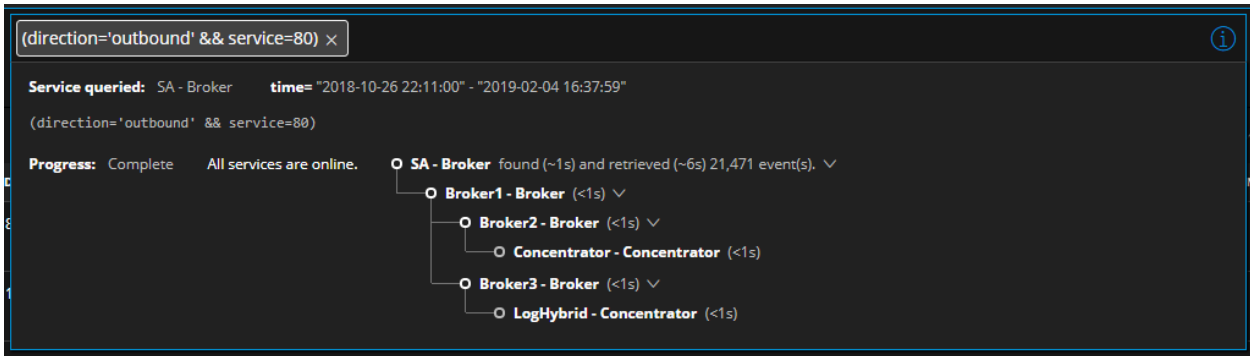 (direction='outbound' && service=80) ×
Service queried: SA - Broker time= "2018-10-26 22:11:00" - "2019-02-04 16:37:59"
(direction='outbound' && service=80)
Progress: Complete All services are online. SA - Broker found (~1s) and retrieved (~6s) 21,471 event(s).
Broker1 - Broker (<1s)
Broker2 - Broker (<1s)
Concentrator - Concentrator (<1s)
Broker3 - Broker (<1s)
LogHybrid - Concentrator (<1s)